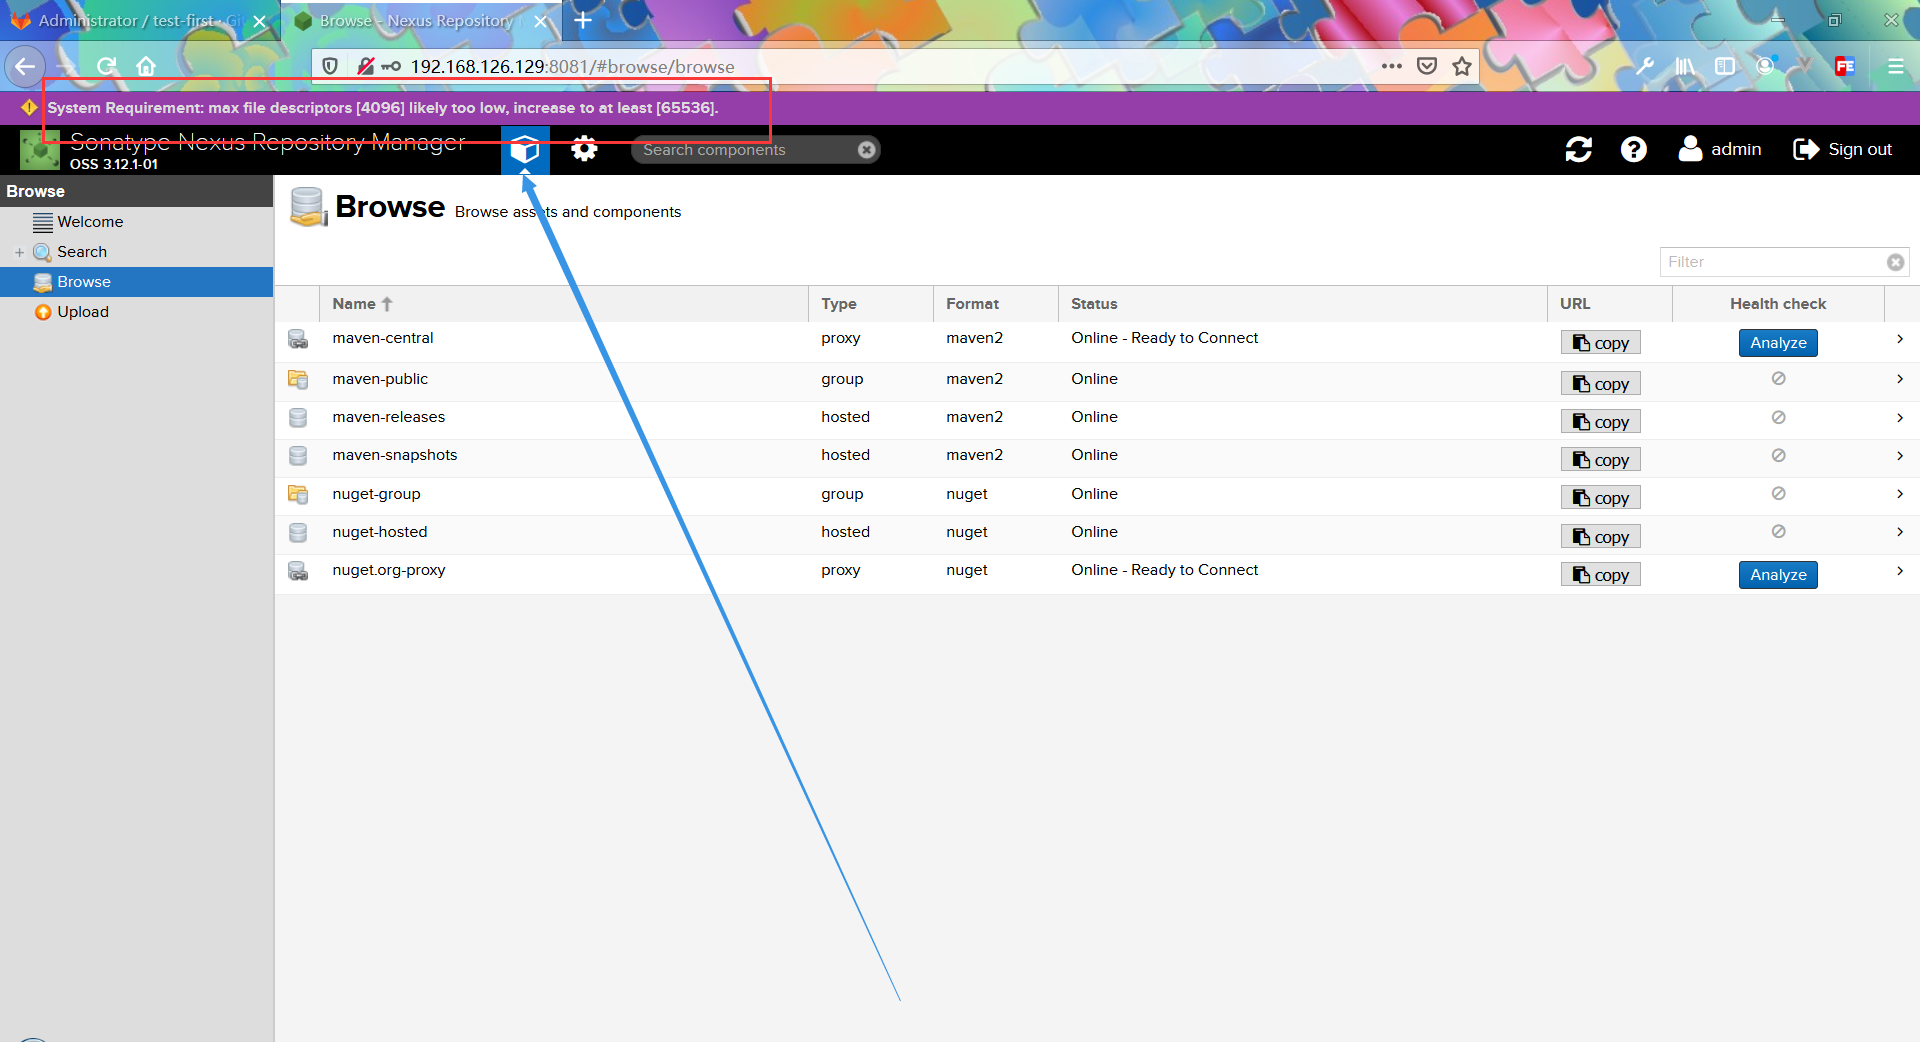 Administrator / test-first · Gi
Browse - Nexus Repository
192.168.126.129:8081/#browse/browse
FE
System Requirement: max file descriptors [4096] likely too low, increase to at least [65536].
Sonatype Nexus Repository Manager
OSS 3.12.1-01
Search components
admin
Sign out
Browse
Welcome
Search
Browse
Upload
Browse Browse assets and components
Filter
Name Type Format Status URL Health check
maven-central proxy maven2 Online - Ready to Connect copy Analyze
maven-public group maven2 Online copy
maven-releases hosted maven2 Online copy
maven-snapshots hosted maven2 Online copy
nuget-group group nuget Online copy
nuget-hosted hosted nuget Online copy
nuget.org-proxy proxy nuget Online - Ready to Connect copy Analyze